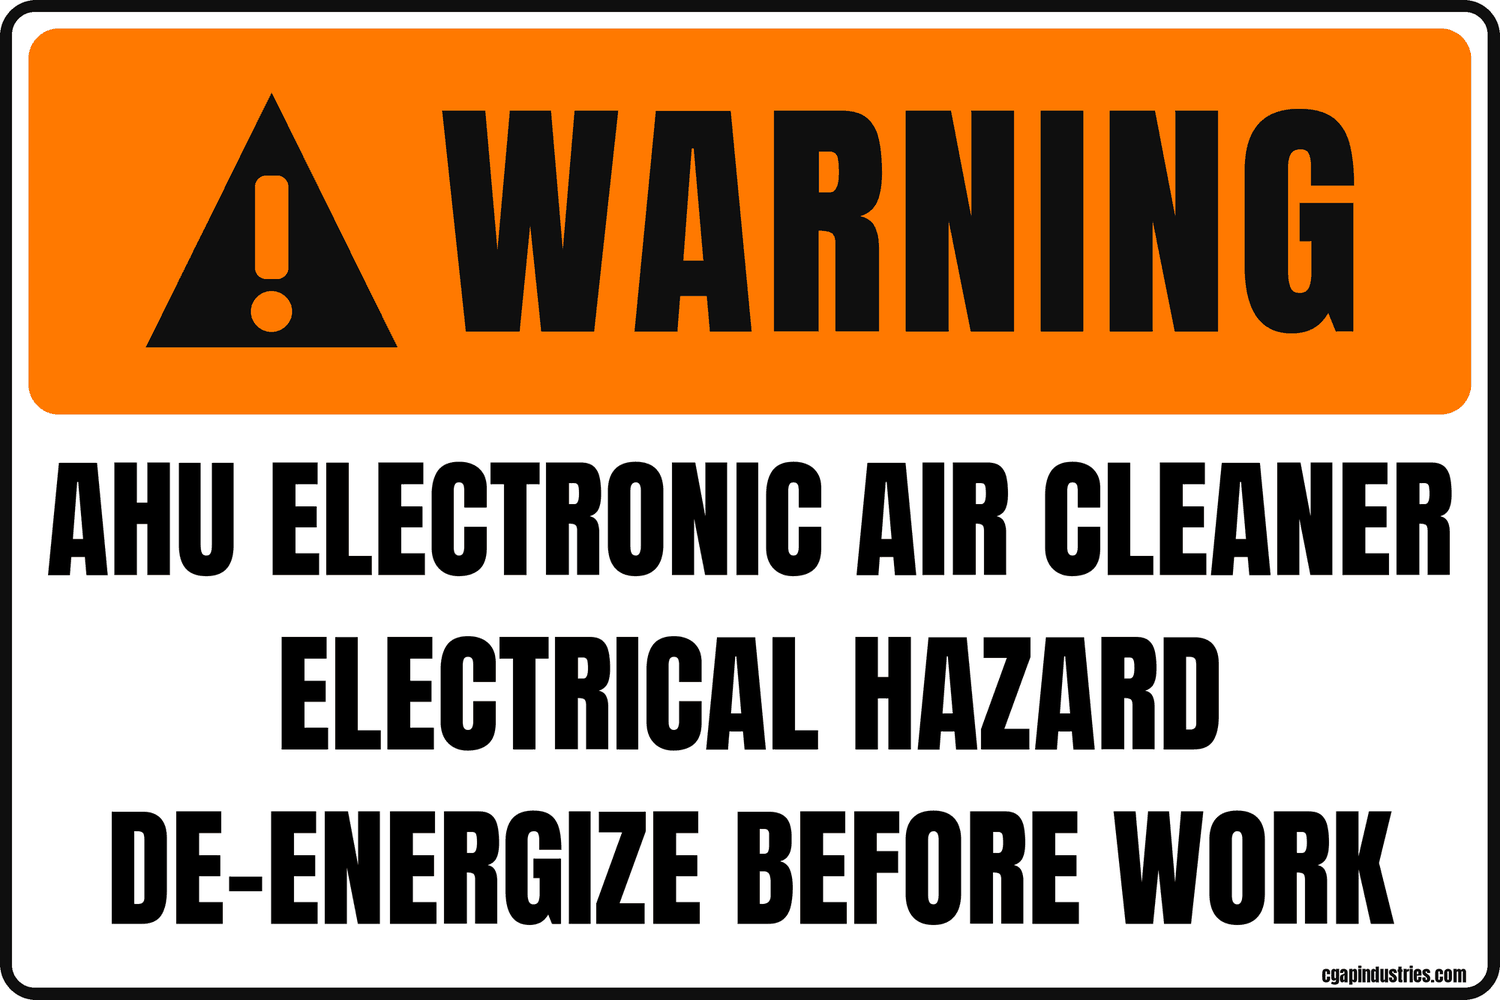 WARNING
AHU ELECTRONIC AIR CLEANER
ELECTRICAL HAZARD
DE-ENERGIZE BEFORE WORK
cgapindustries.com